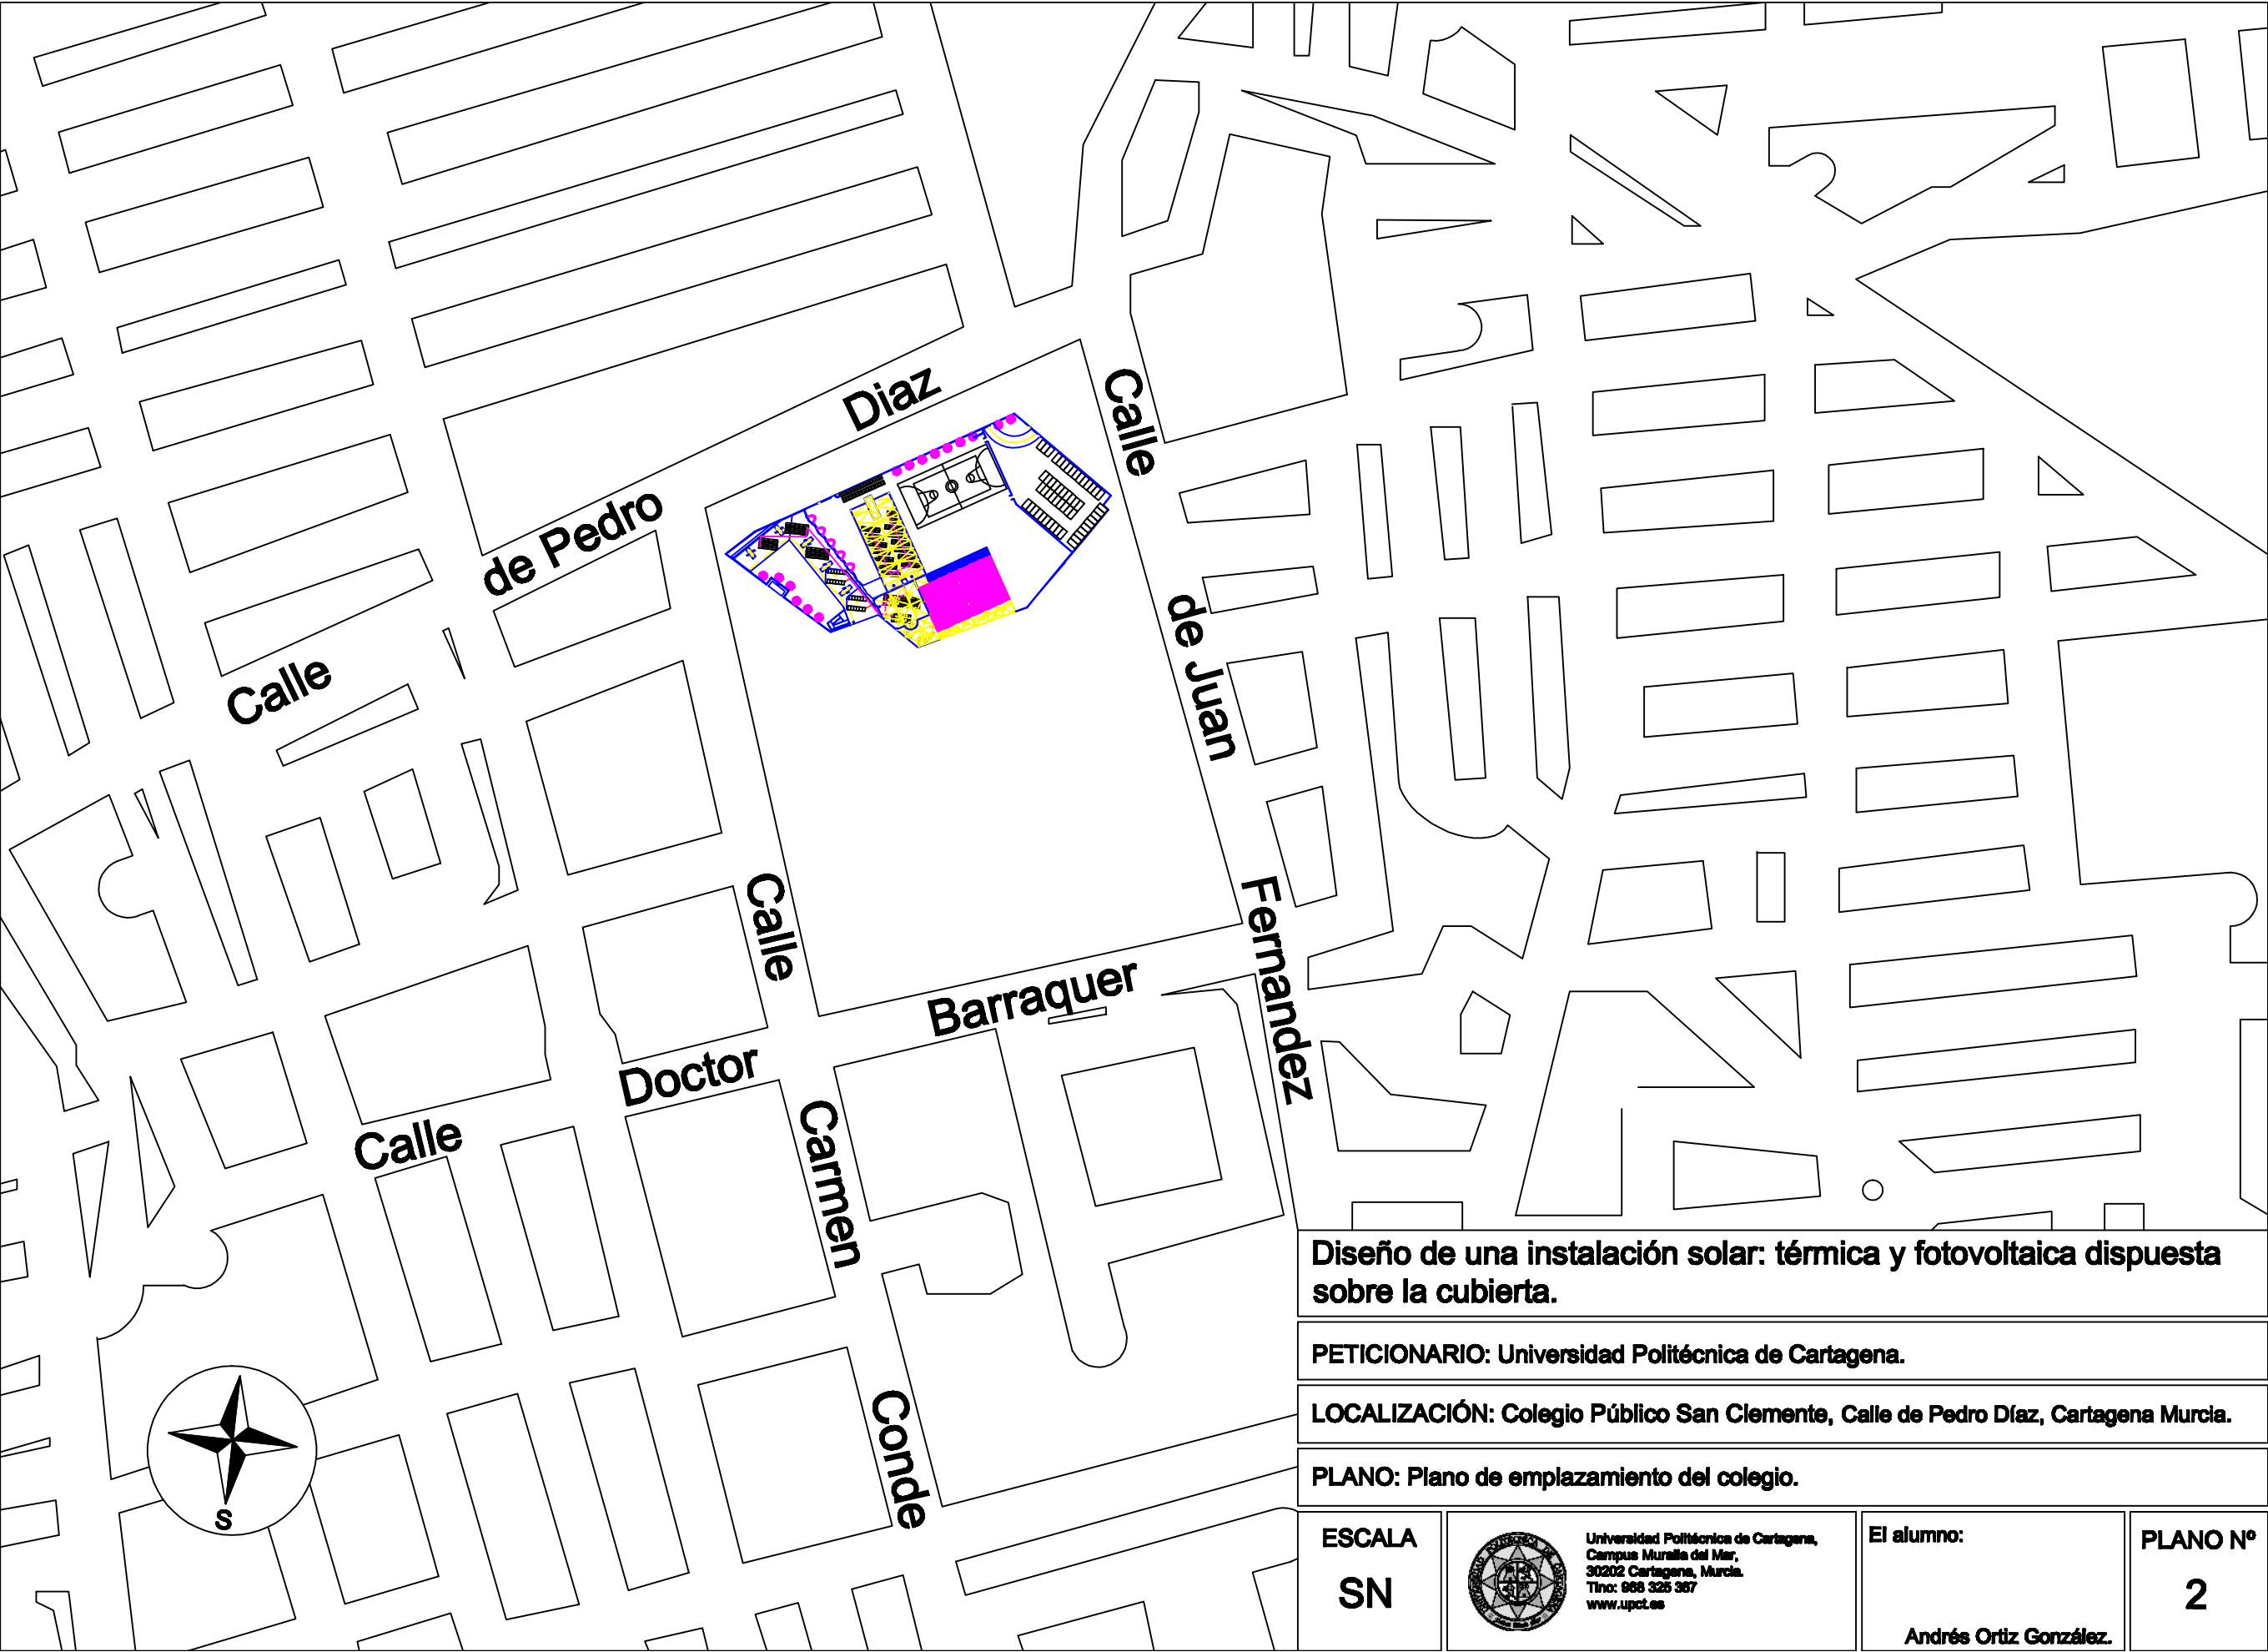 Diaz
Calle
de Pedro
de Juan
Calle
Calle
Fernandez
Barraquer
Doctor
Carmen
Calle
Conde
S
Diseño de una instalación solar: térmica y fotovoltaica dispuesta
sobre la cubierta.
PETICIONARIO: Universidad Politécnica de Cartagena.
LOCALIZACIÓN: Colegio Público San Clemente, Calle de Pedro Díaz, Cartagena Murcia.
PLANO: Plano de emplazamiento del colegio.
ESCALA
SN
Universidad Politécnica de Cartagena,
Campus Muralla del Mar,
30202 Cartagena, Murcia.
Tlno: 968 325 367
www.upct.es
El alumno:
Andrés Ortiz González.
PLANO Nº
2